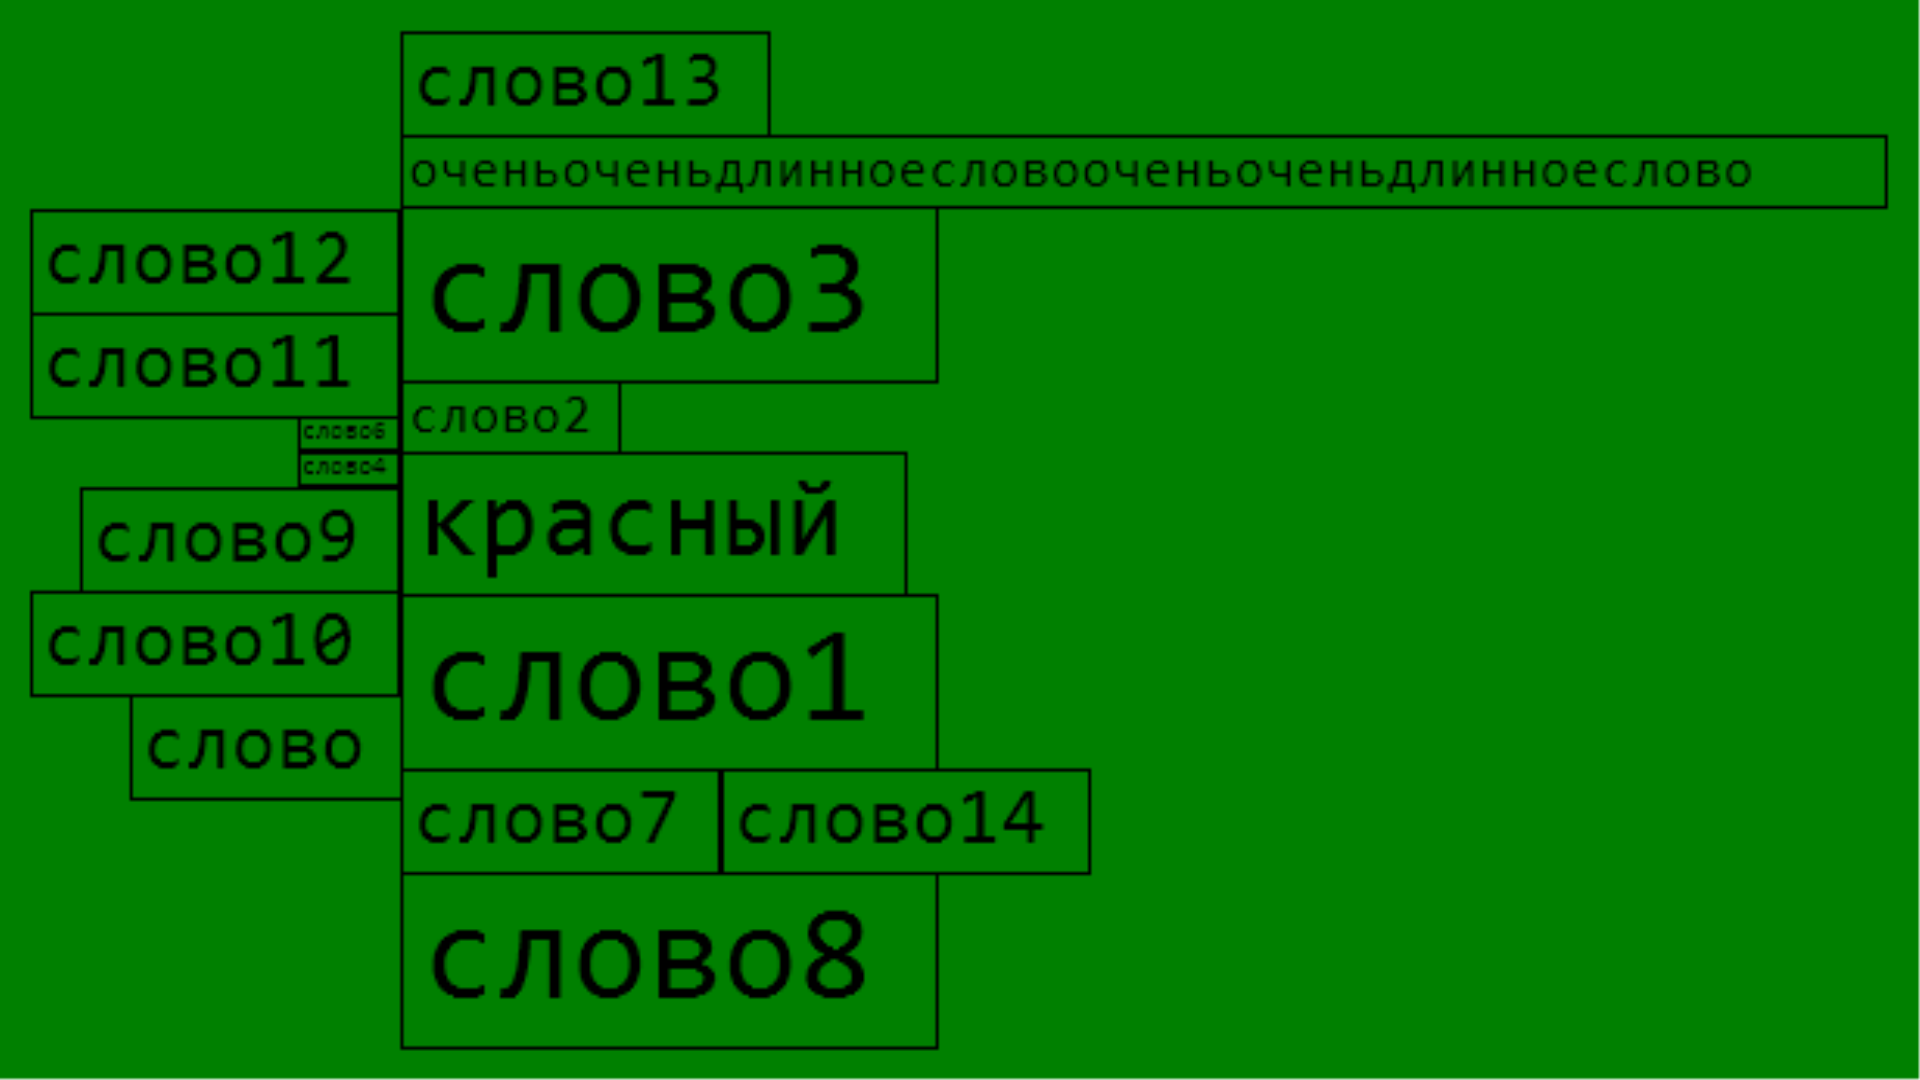 слово13
оченьоченьдлинноесловооченьоченьдлинноеслово
слово12
слово3
слово11
слово2
слово6
слово4
красный
слово9
слово10
слово1
слово
слово7 слово14
слово8